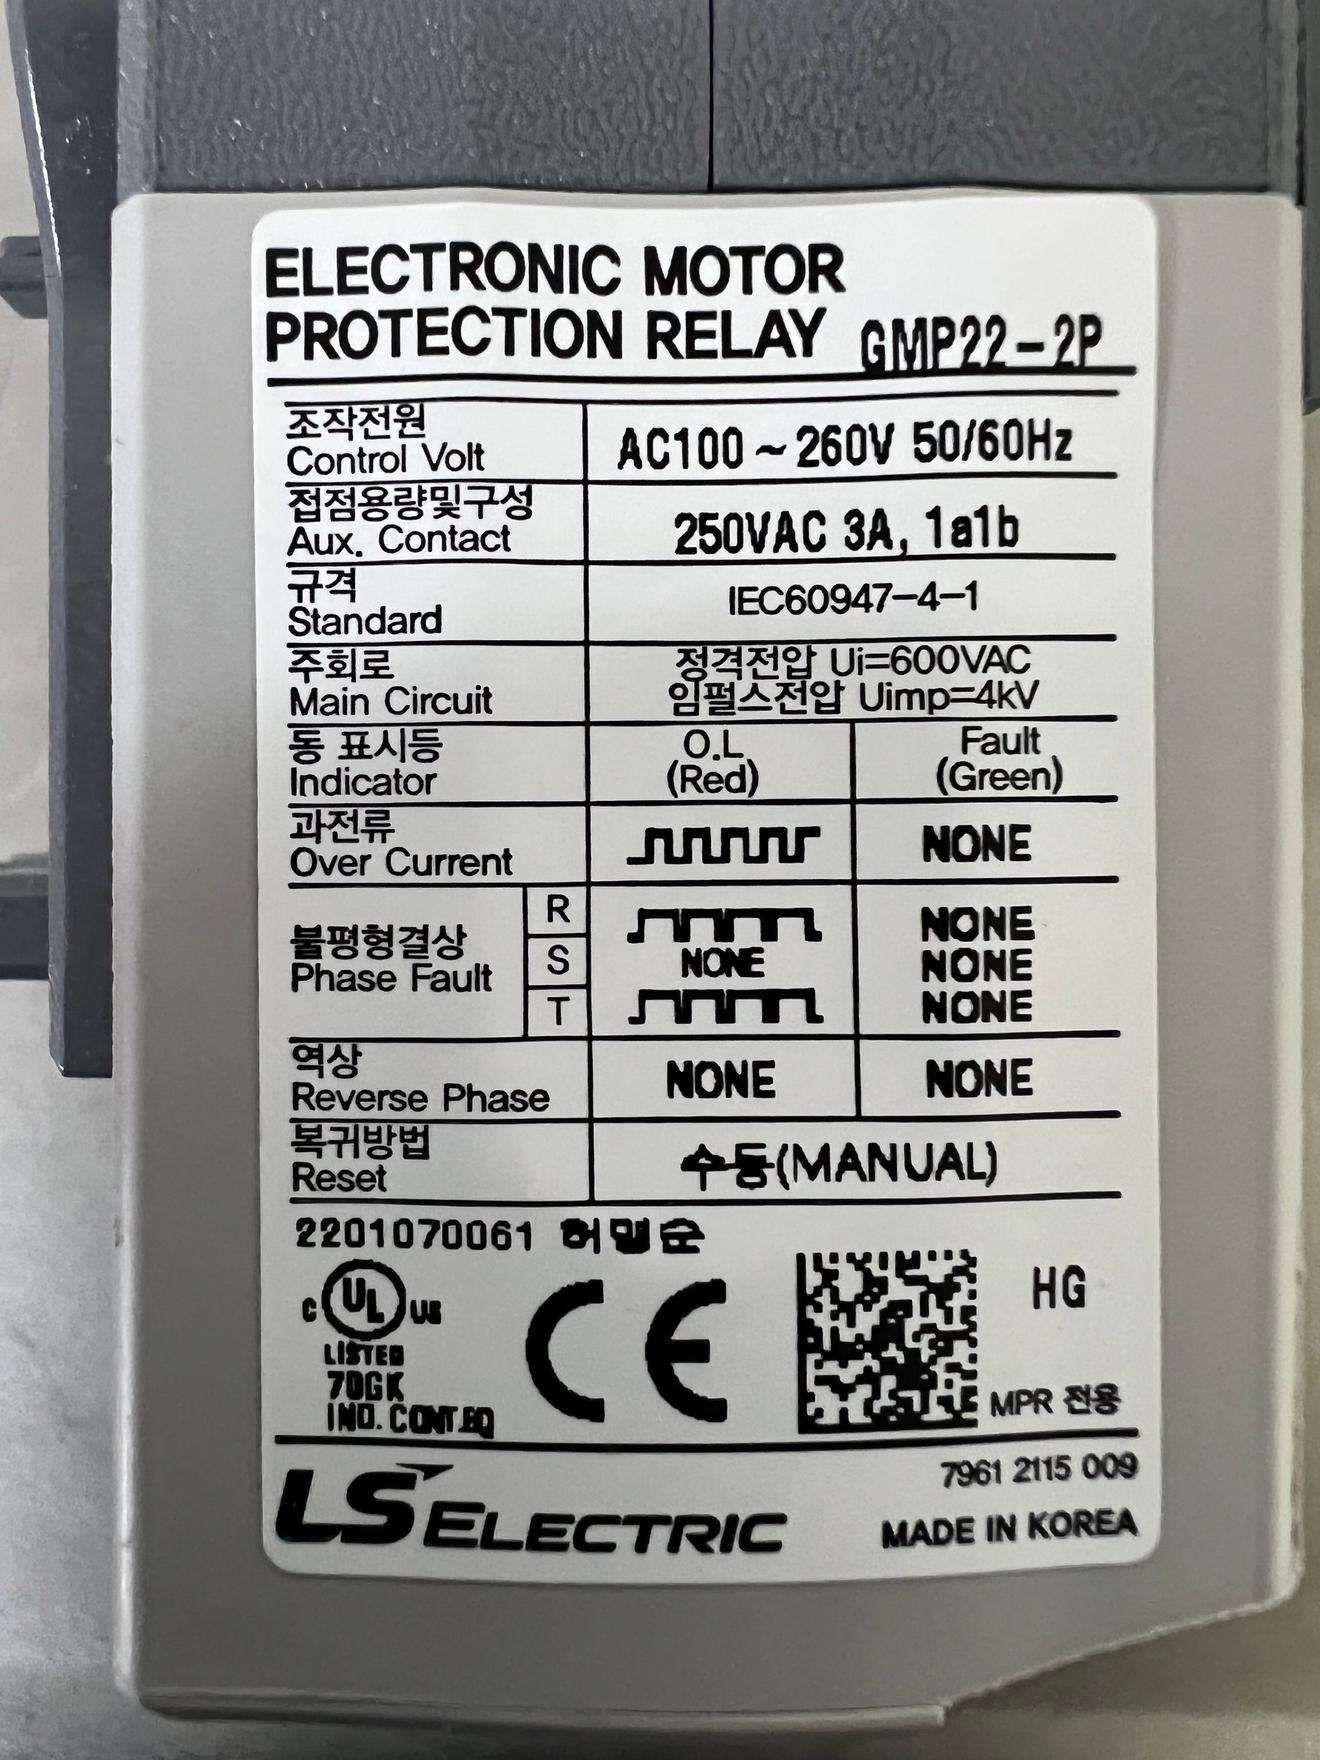 ELECTRONIC MOTOR
PROTECTION RELAY GMP22-2P
조작전원
Control Volt
AC100~260V 50/60Hz
접점용량및구성
Aux. Contact
250VAC 3A, 1a1b
규격
Standard
IEC60947-4-1
주회로
Main Circuit
정격전압 Ui=600VAC
임펄스전압 Uimp=4kV
동 표시등
Indicator
O.L
(Red)
Fault
(Green)
과전류
Over Current
NONE
불평형결상
Phase Fault
R
NONE
S
NONE NONE
T
NONE
역상
Reverse Phase
NONE NONE
복귀방법
Reset
수동(MANUAL)
2201070061
C UL US
LISTED
70GK
IND. CONT.EQ
CE
HG
MPR 전용
LS ELECTRIC
7961 2115 009
MADE IN KOREA